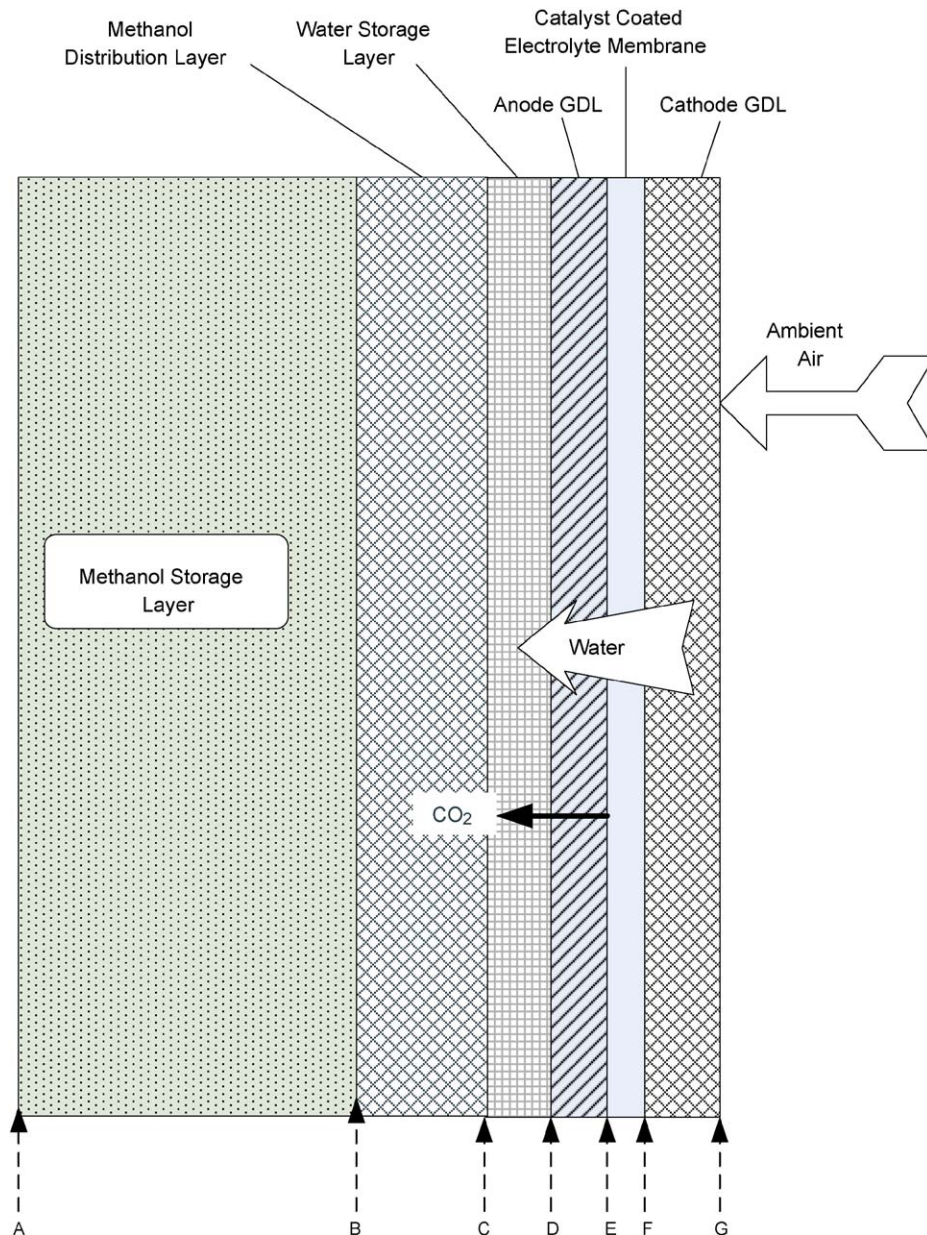 Methanol
Distribution Layer
Water Storage
Layer
Catalyst Coated
Electrolyte Membrane
Anode GDL
Cathode GDL
Ambient
Air
Methanol Storage
Layer
Water
CO₂
A
B
C
D
E
F
G